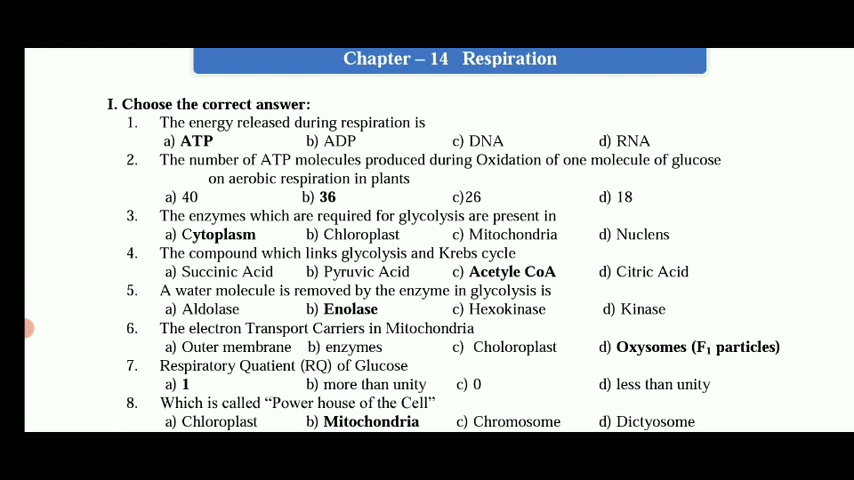 Chapter – 14 Respiration
I. Choose the correct answer:
1. The energy released during respiration is
a) ATP b) ADP c) DNA d) RNA
2. The number of ATP molecules produced during Oxidation of one molecule of glucose
on aerobic respiration in plants
a) 40 b) 36 c)26 d) 18
3. The enzymes which are required for glycolysis are present in
a) Cytoplasm b) Chloroplast c) Mitochondria d) Nuclens
4. The compound which links glycolysis and Krebs cycle
a) Succinic Acid b) Pyruvic Acid c) Acetyle CoA d) Citric Acid
5. A water molecule is removed by the enzyme in glycolysis is
a) Aldolase b) Enolase c) Hexokinase d) Kinase
6. The electron Transport Carriers in Mitochondria
a) Outer membrane b) enzymes c) Choloroplast d) Oxysomes (F₁ particles)
7. Respiratory Quatient (RQ) of Glucose
a) 1 b) more than unity c) 0 d) less than unity
8. Which is called “Power house of the Cell”
a) Chloroplast b) Mitochondria c) Chromosome d) Dictyosome